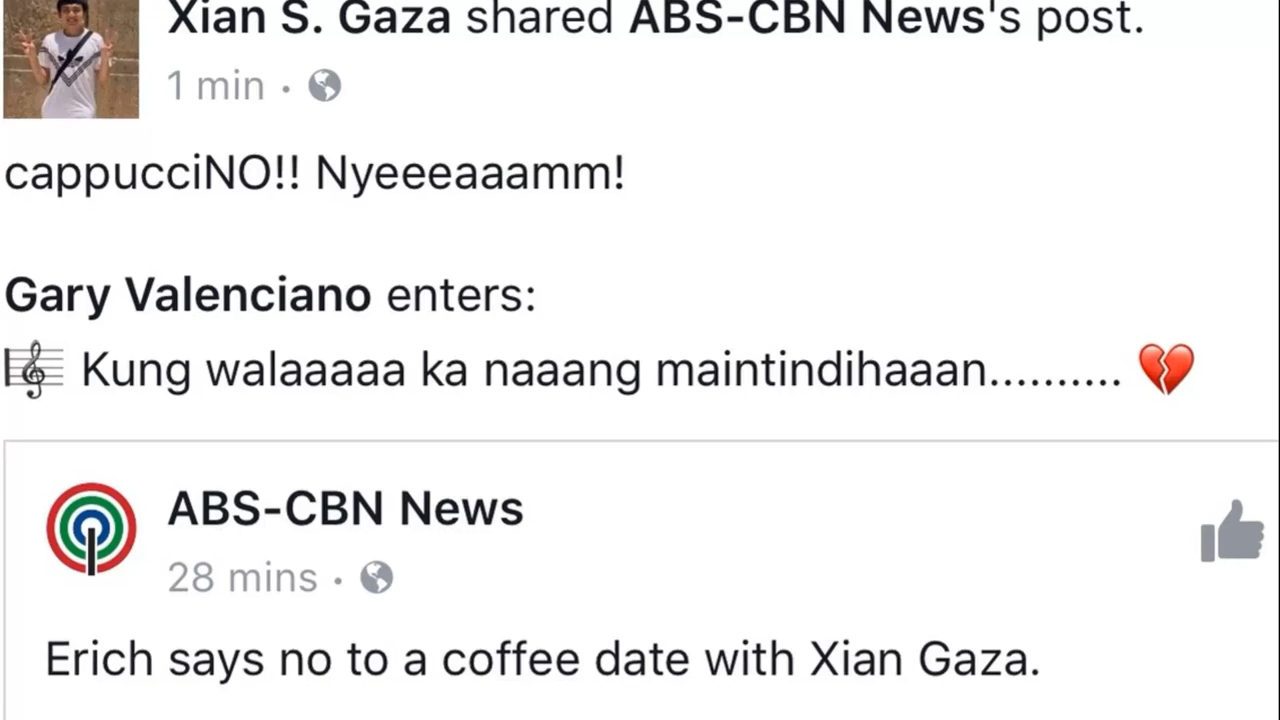 Xian S. Gaza shared ABS-CBN News's post.
1 min ·
cappucciNO!! Nyeeeaaamm!
Gary Valenciano enters:
🎼 Kung walaaaaa ka naaang maintindihaaan.......... 💔
ABS-CBN News
28 mins ·
Erich says no to a coffee date with Xian Gaza.